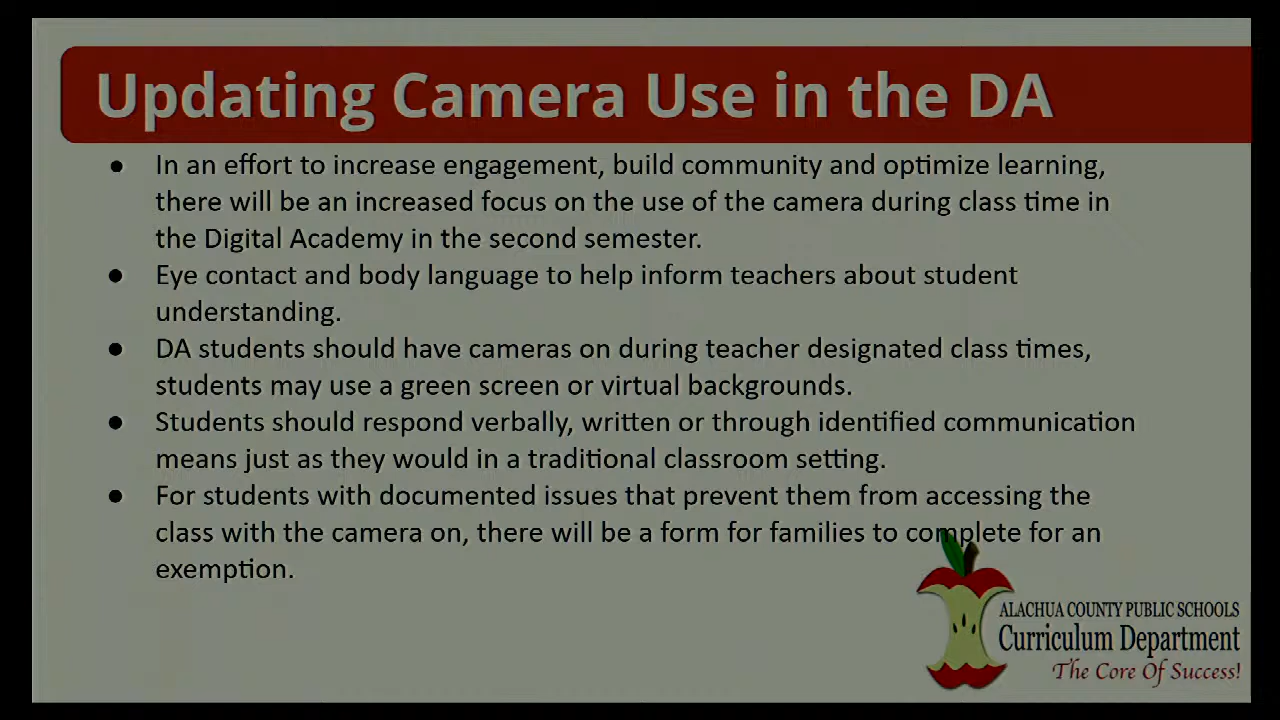 Updating Camera Use in the DA
● In an effort to increase engagement, build community and optimize learning,
there will be an increased focus on the use of the camera during class time in
the Digital Academy in the second semester.
● Eye contact and body language to help inform teachers about student
understanding.
● DA students should have cameras on during teacher designated class times,
students may use a green screen or virtual backgrounds.
● Students should respond verbally, written or through identified communication
means just as they would in a traditional classroom setting.
● For students with documented issues that prevent them from accessing the
class with the camera on, there will be a form for families to complete for an
exemption.
ALACHUA COUNTY PUBLIC SCHOOLS
Curriculum Department
The Core Of Success!